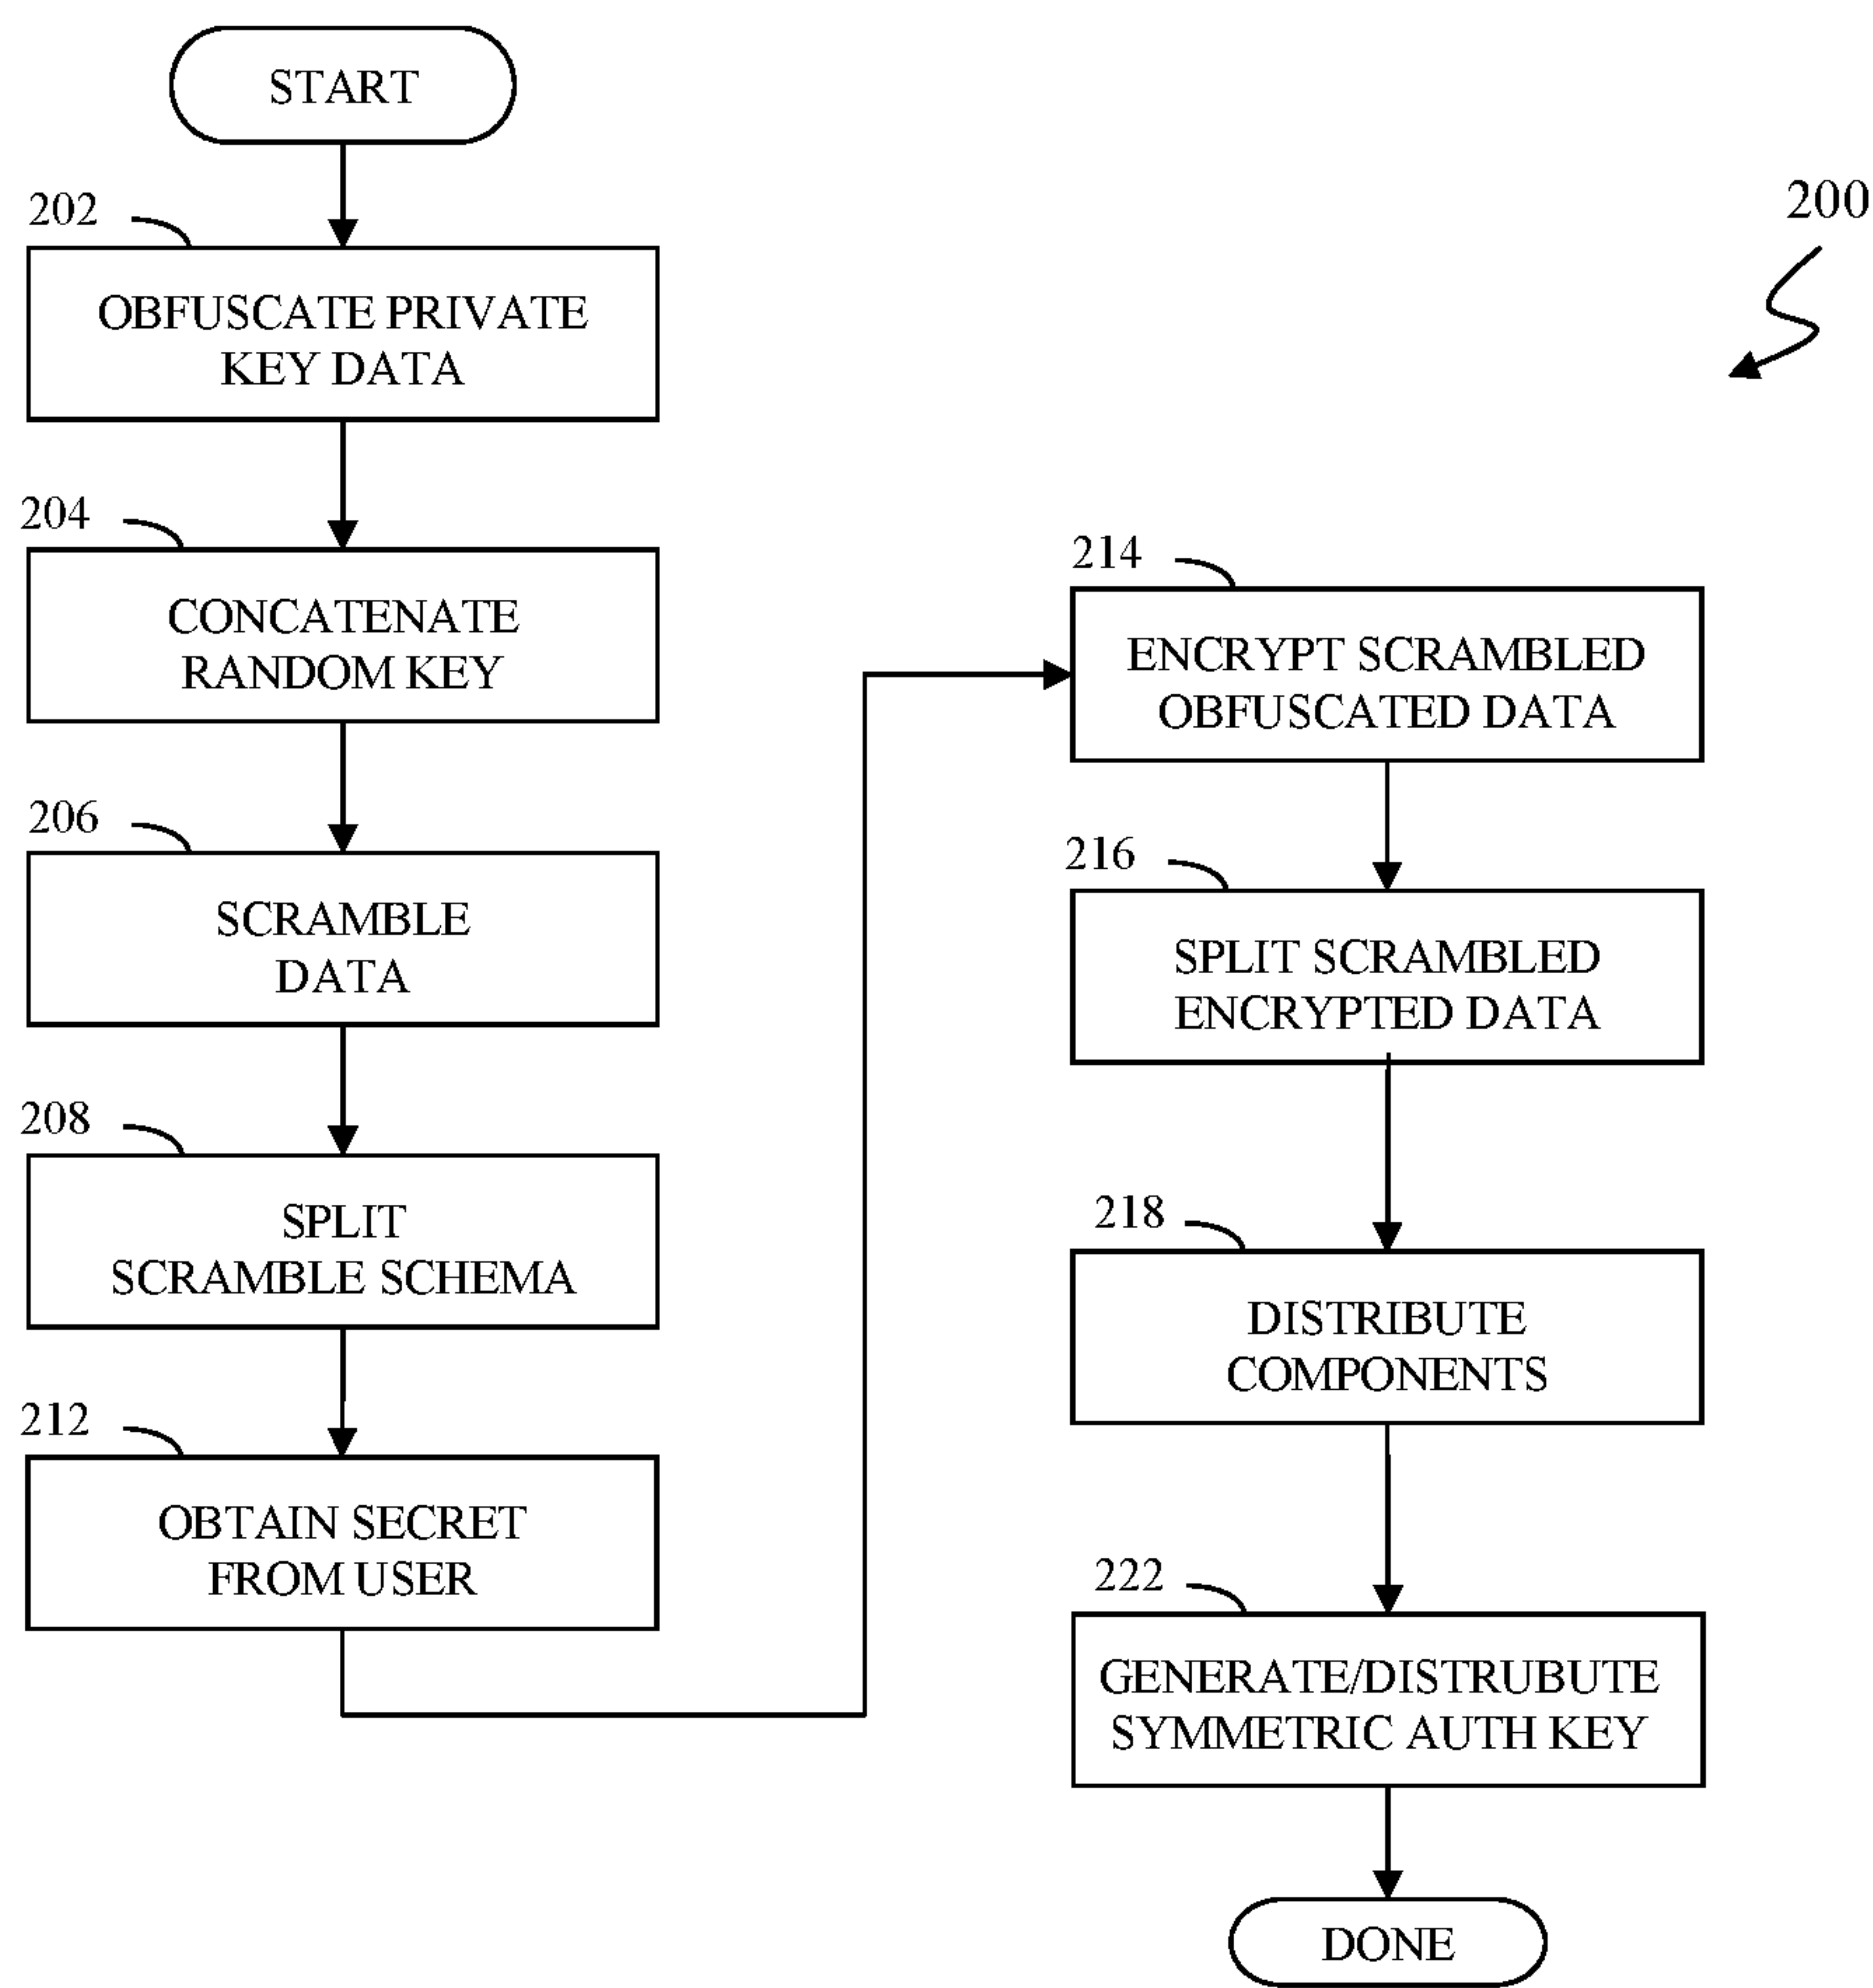 START
202
OBFUSCATE PRIVATE
KEY DATA
204
CONCATENATE
RANDOM KEY
206
SCRAMBLE
DATA
208
SPLIT
SCRAMBLE SCHEMA
212
OBTAIN SECRET
FROM USER
200
214
ENCRYPT SCRAMBLED
OBFUSCATED DATA
216
SPLIT SCRAMBLED
ENCRYPTED DATA
218
DISTRIBUTE
COMPONENTS
222
GENERATE/DISTRUBUTE
SYMMETRIC AUTH KEY
DONE